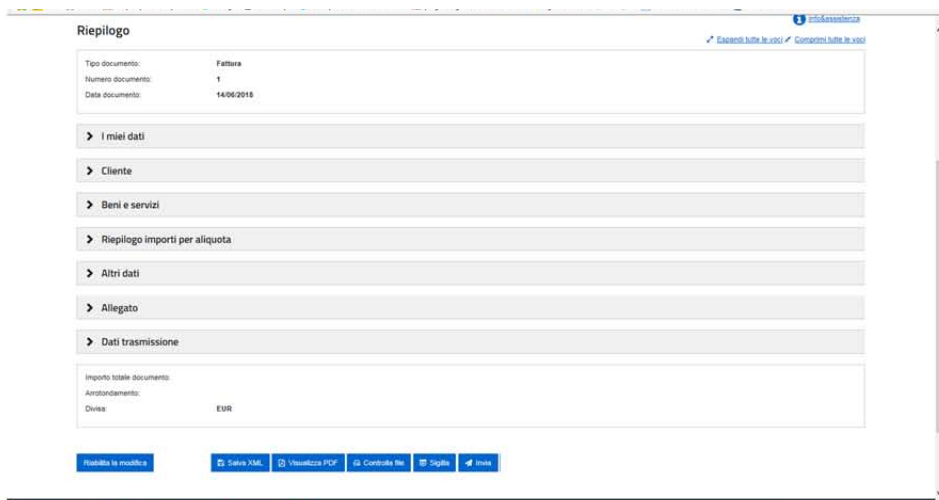 info&assistenza
Riepilogo
Espandi tutte le voci Comprimi tutte le voci
Tipo documento: Fattura
Numero documento: 1
Data documento: 14/06/2018
I miei dati
Cliente
Beni e servizi
Riepilogo importi per aliquota
Altri dati
Allegato
Dati trasmissione
Importo totale documento:
Arrotondamento:
Divisa: EUR
Riabilita la modifica Salva XML Visualizza PDF Controlla file Sigilla Invia